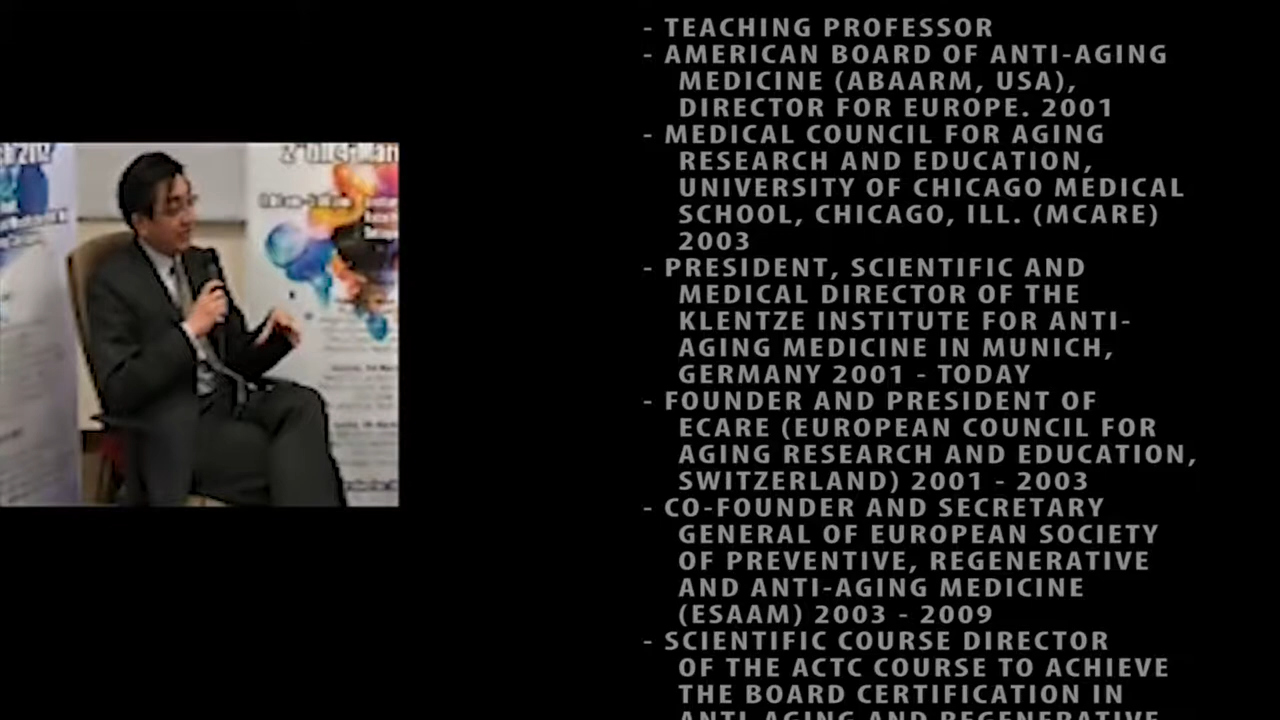 - TEACHING PROFESSOR
- AMERICAN BOARD OF ANTI-AGING
MEDICINE (ABAARM, USA),
DIRECTOR FOR EUROPE. 2001
- MEDICAL COUNCIL FOR AGING
RESEARCH AND EDUCATION,
UNIVERSITY OF CHICAGO MEDICAL
SCHOOL, CHICAGO, ILL. (MCARE)
2003
- PRESIDENT, SCIENTIFIC AND
MEDICAL DIRECTOR OF THE
KLENTZE INSTITUTE FOR ANTI-
AGING MEDICINE IN MUNICH,
GERMANY 2001 - TODAY
- FOUNDER AND PRESIDENT OF
ECARE (EUROPEAN COUNCIL FOR
AGING RESEARCH AND EDUCATION,
SWITZERLAND) 2001 - 2003
- CO-FOUNDER AND SECRETARY
GENERAL OF EUROPEAN SOCIETY
OF PREVENTIVE, REGENERATIVE
AND ANTI-AGING MEDICINE
(ESAAM) 2003 - 2009
- SCIENTIFIC COURSE DIRECTOR
OF THE ACTC COURSE TO ACHIEVE
THE BOARD CERTIFICATION IN
ANTI-AGING AND REGENERATIVE